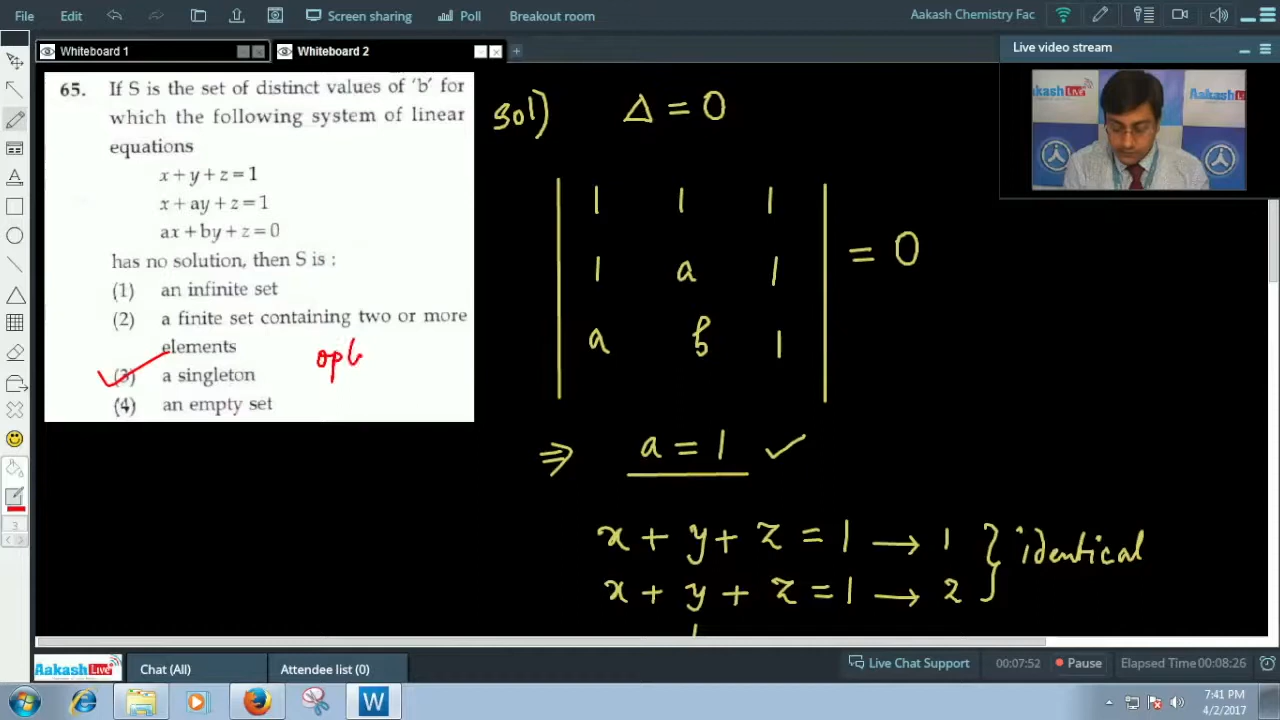 File Edit Screen sharing Poll Breakout room Aakash Chemistry Fac
Whiteboard 1 Whiteboard 2 Live video stream
65. If S is the set of distinct values of 'b' for
which the following system of linear
equations
x + y + z = 1
x + ay + z = 1
ax + by + z = 0
has no solution, then S is :
(1) an infinite set
(2) a finite set containing two or more
elements
(3) a singleton
(4) an empty set
opt
Sol) Δ = 0
1 1 1
1 a 1 = 0
a b 1
⇒ a = 1 ✓
x + y + z = 1 → 1
x + y + z = 1 → 2 } identical
AakashLive AakashLive
3
AakashLive Chat (All) Attendee list (0) Live Chat Support 00:07:52 Pause Elapsed Time 00:08:26
7:41 PM
4/2/2017